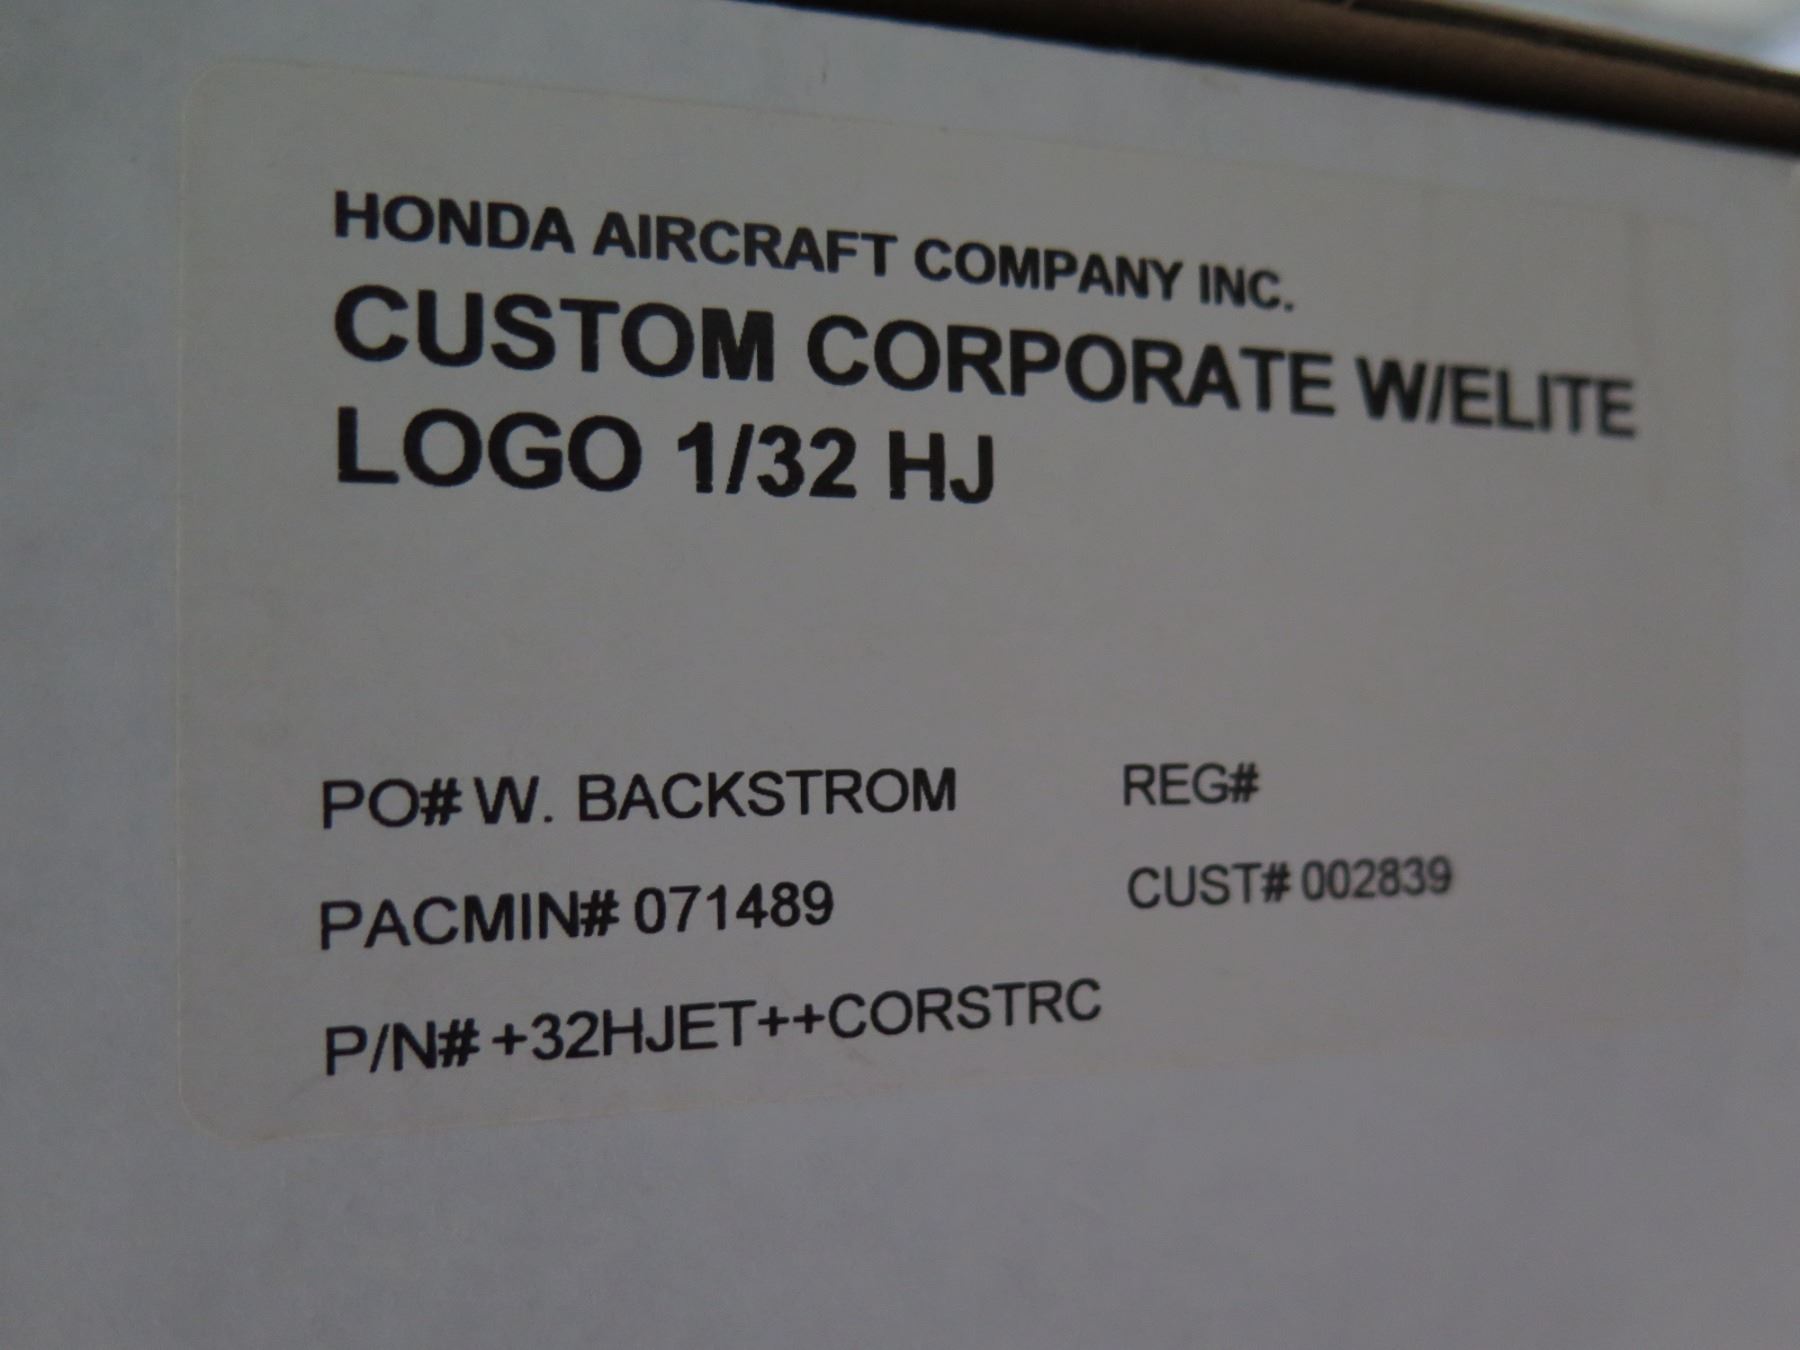 HONDA AIRCRAFT COMPANY INC.
CUSTOM CORPORATE W/ELITE
LOGO 1/32 HJ
PO# W. BACKSTROM REG#
PACMIN# 071489 CUST# 002839
P/N# +32HJET++CORSTRC